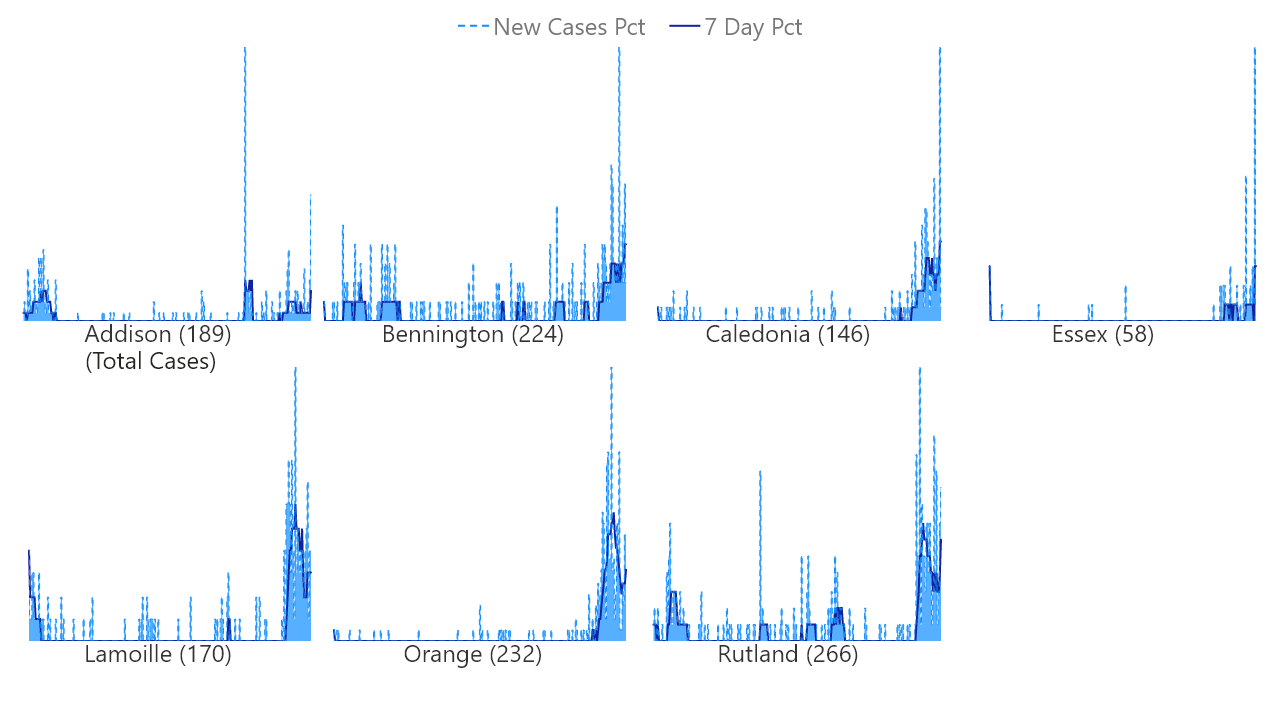 New Cases Pct 7 Day Pct
Addison (189)
(Total Cases)
Bennington (224)
Caledonia (146)
Essex (58)
Lamoille (170)
Orange (232)
Rutland (266)